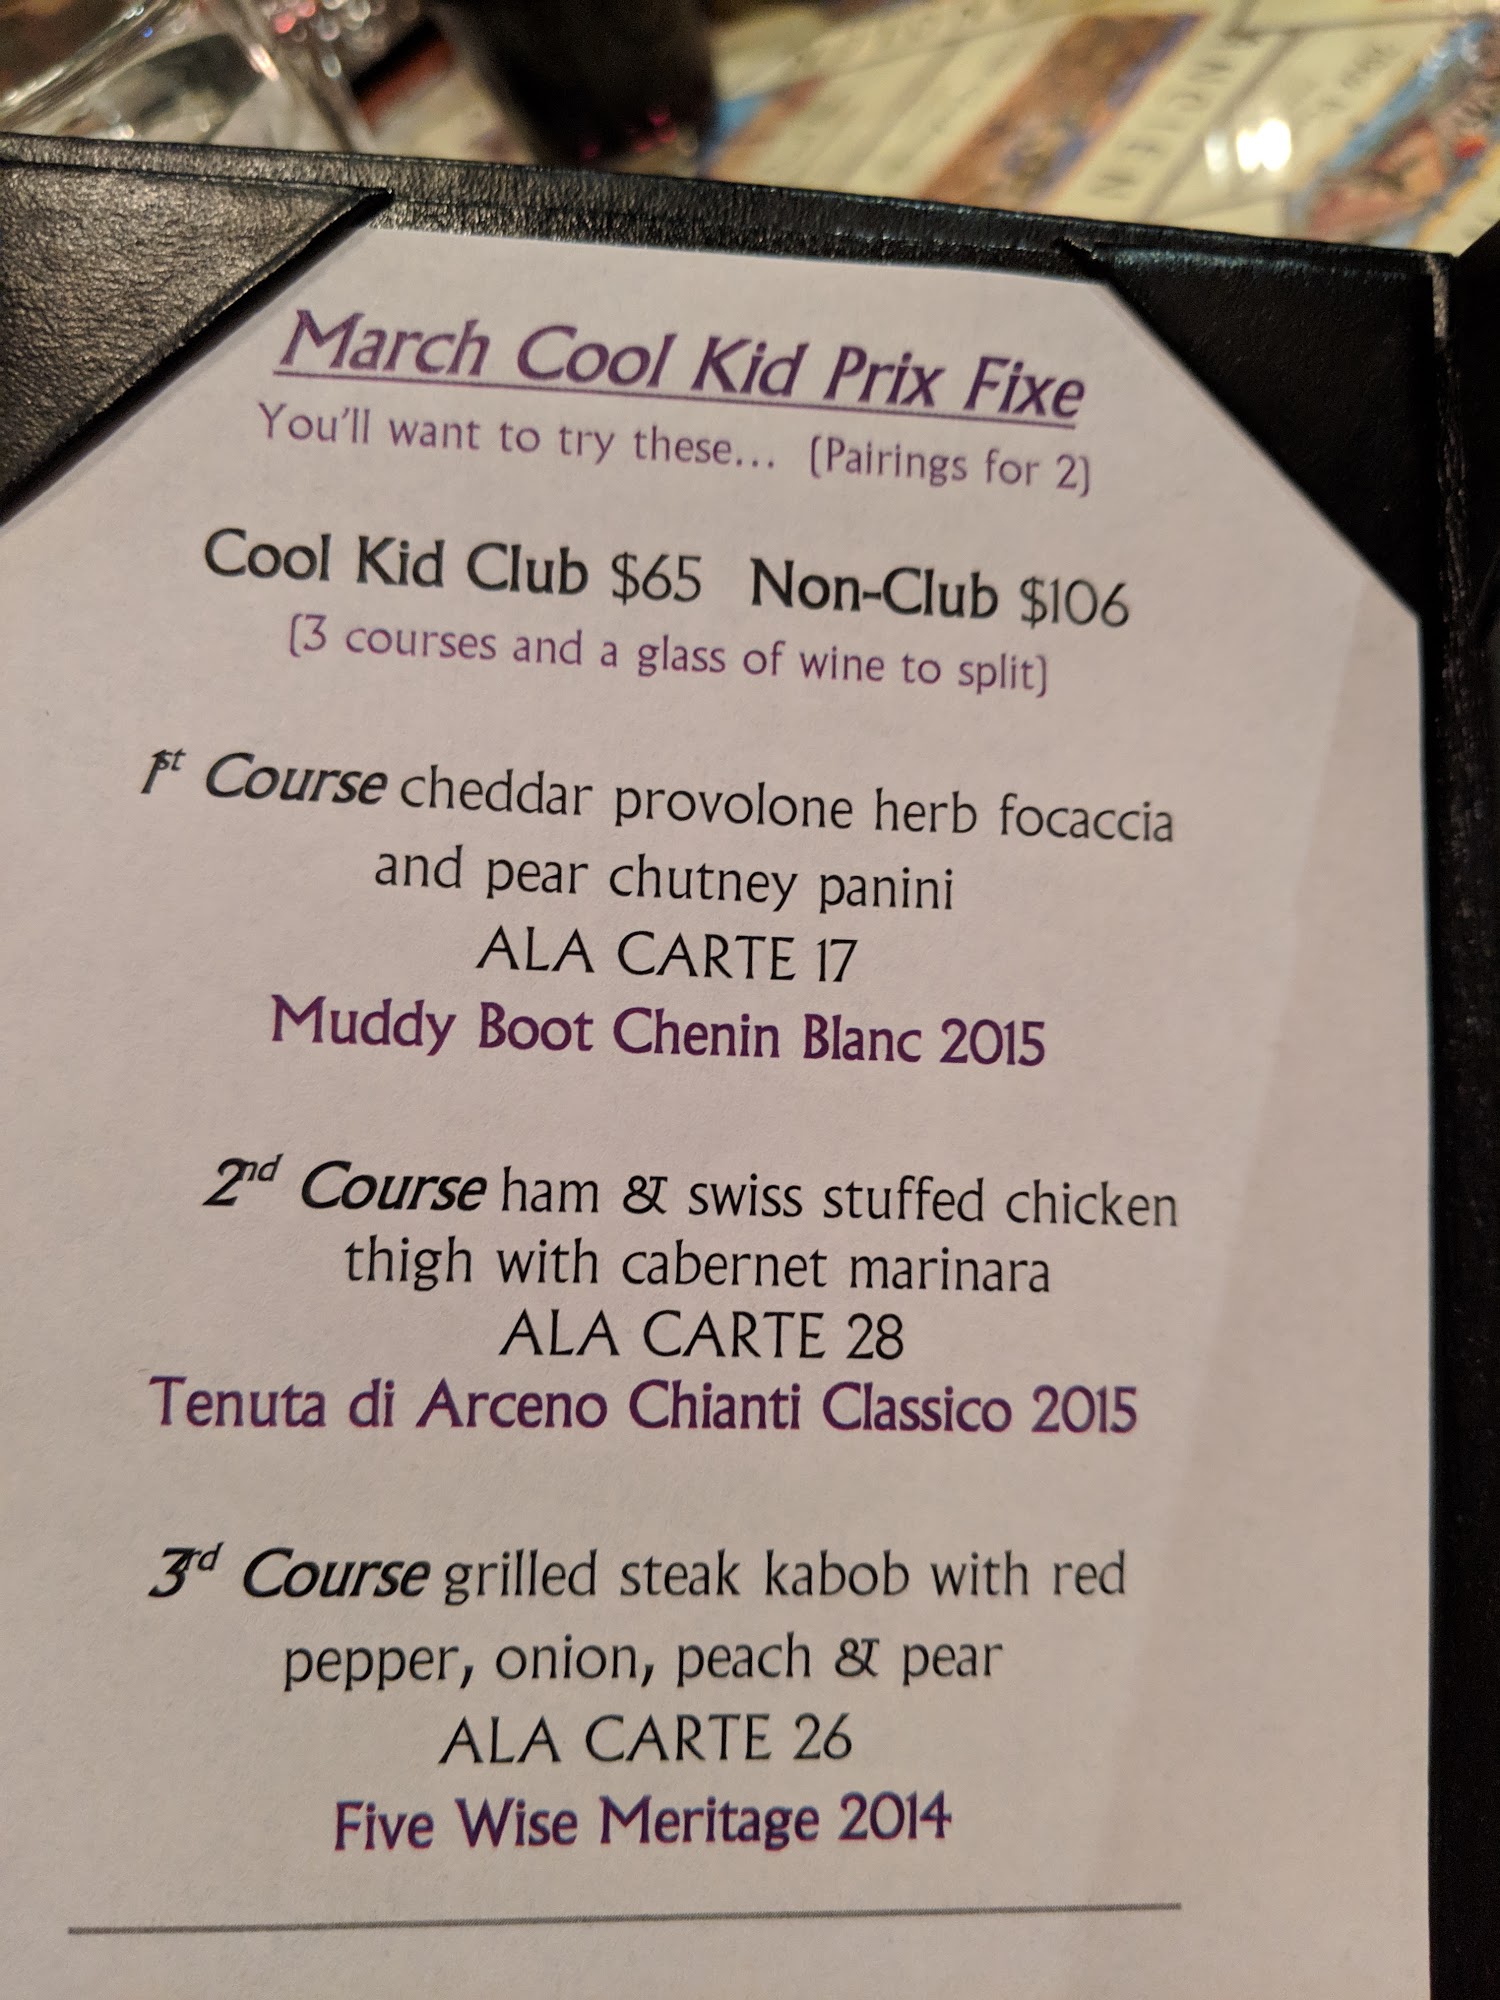 March Cool Kid Prix Fixe
You'll want to try these... (Pairings for 2)
Cool Kid Club $65 Non-Club $106
(3 courses and a glass of wine to split)
1st Course cheddar provolone herb focaccia
and pear chutney panini
ALA CARTE 17
Muddy Boot Chenin Blanc 2015
2nd Course ham & swiss stuffed chicken
thigh with cabernet marinara
ALA CARTE 28
Tenuta di Arceno Chianti Classico 2015
3rd Course grilled steak kabob with red
pepper, onion, peach & pear
ALA CARTE 26
Five Wise Meritage 2014